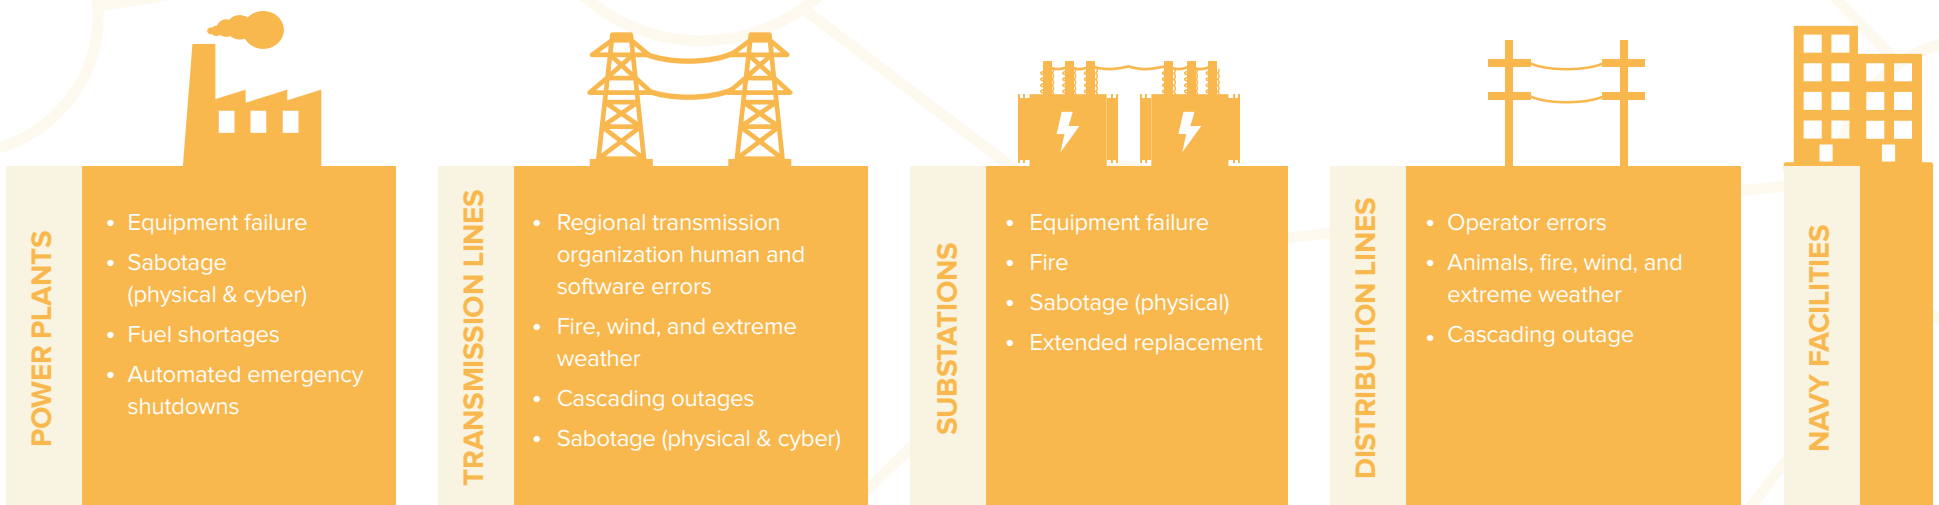 POWER PLANTS
• Equipment failure
• Sabotage
(physical & cyber)
• Fuel shortages
• Automated emergency
shutdowns
TRANSMISSION LINES
• Regional transmission
organization human and
software errors
• Fire, wind, and extreme
weather
• Cascading outages
• Sabotage (physical & cyber)
SUBSTATIONS
• Equipment failure
• Fire
• Sabotage (physical)
• Extended replacement
DISTRIBUTION LINES
• Operator errors
• Animals, fire, wind, and
extreme weather
• Cascading outage
NAVY FACILITIES